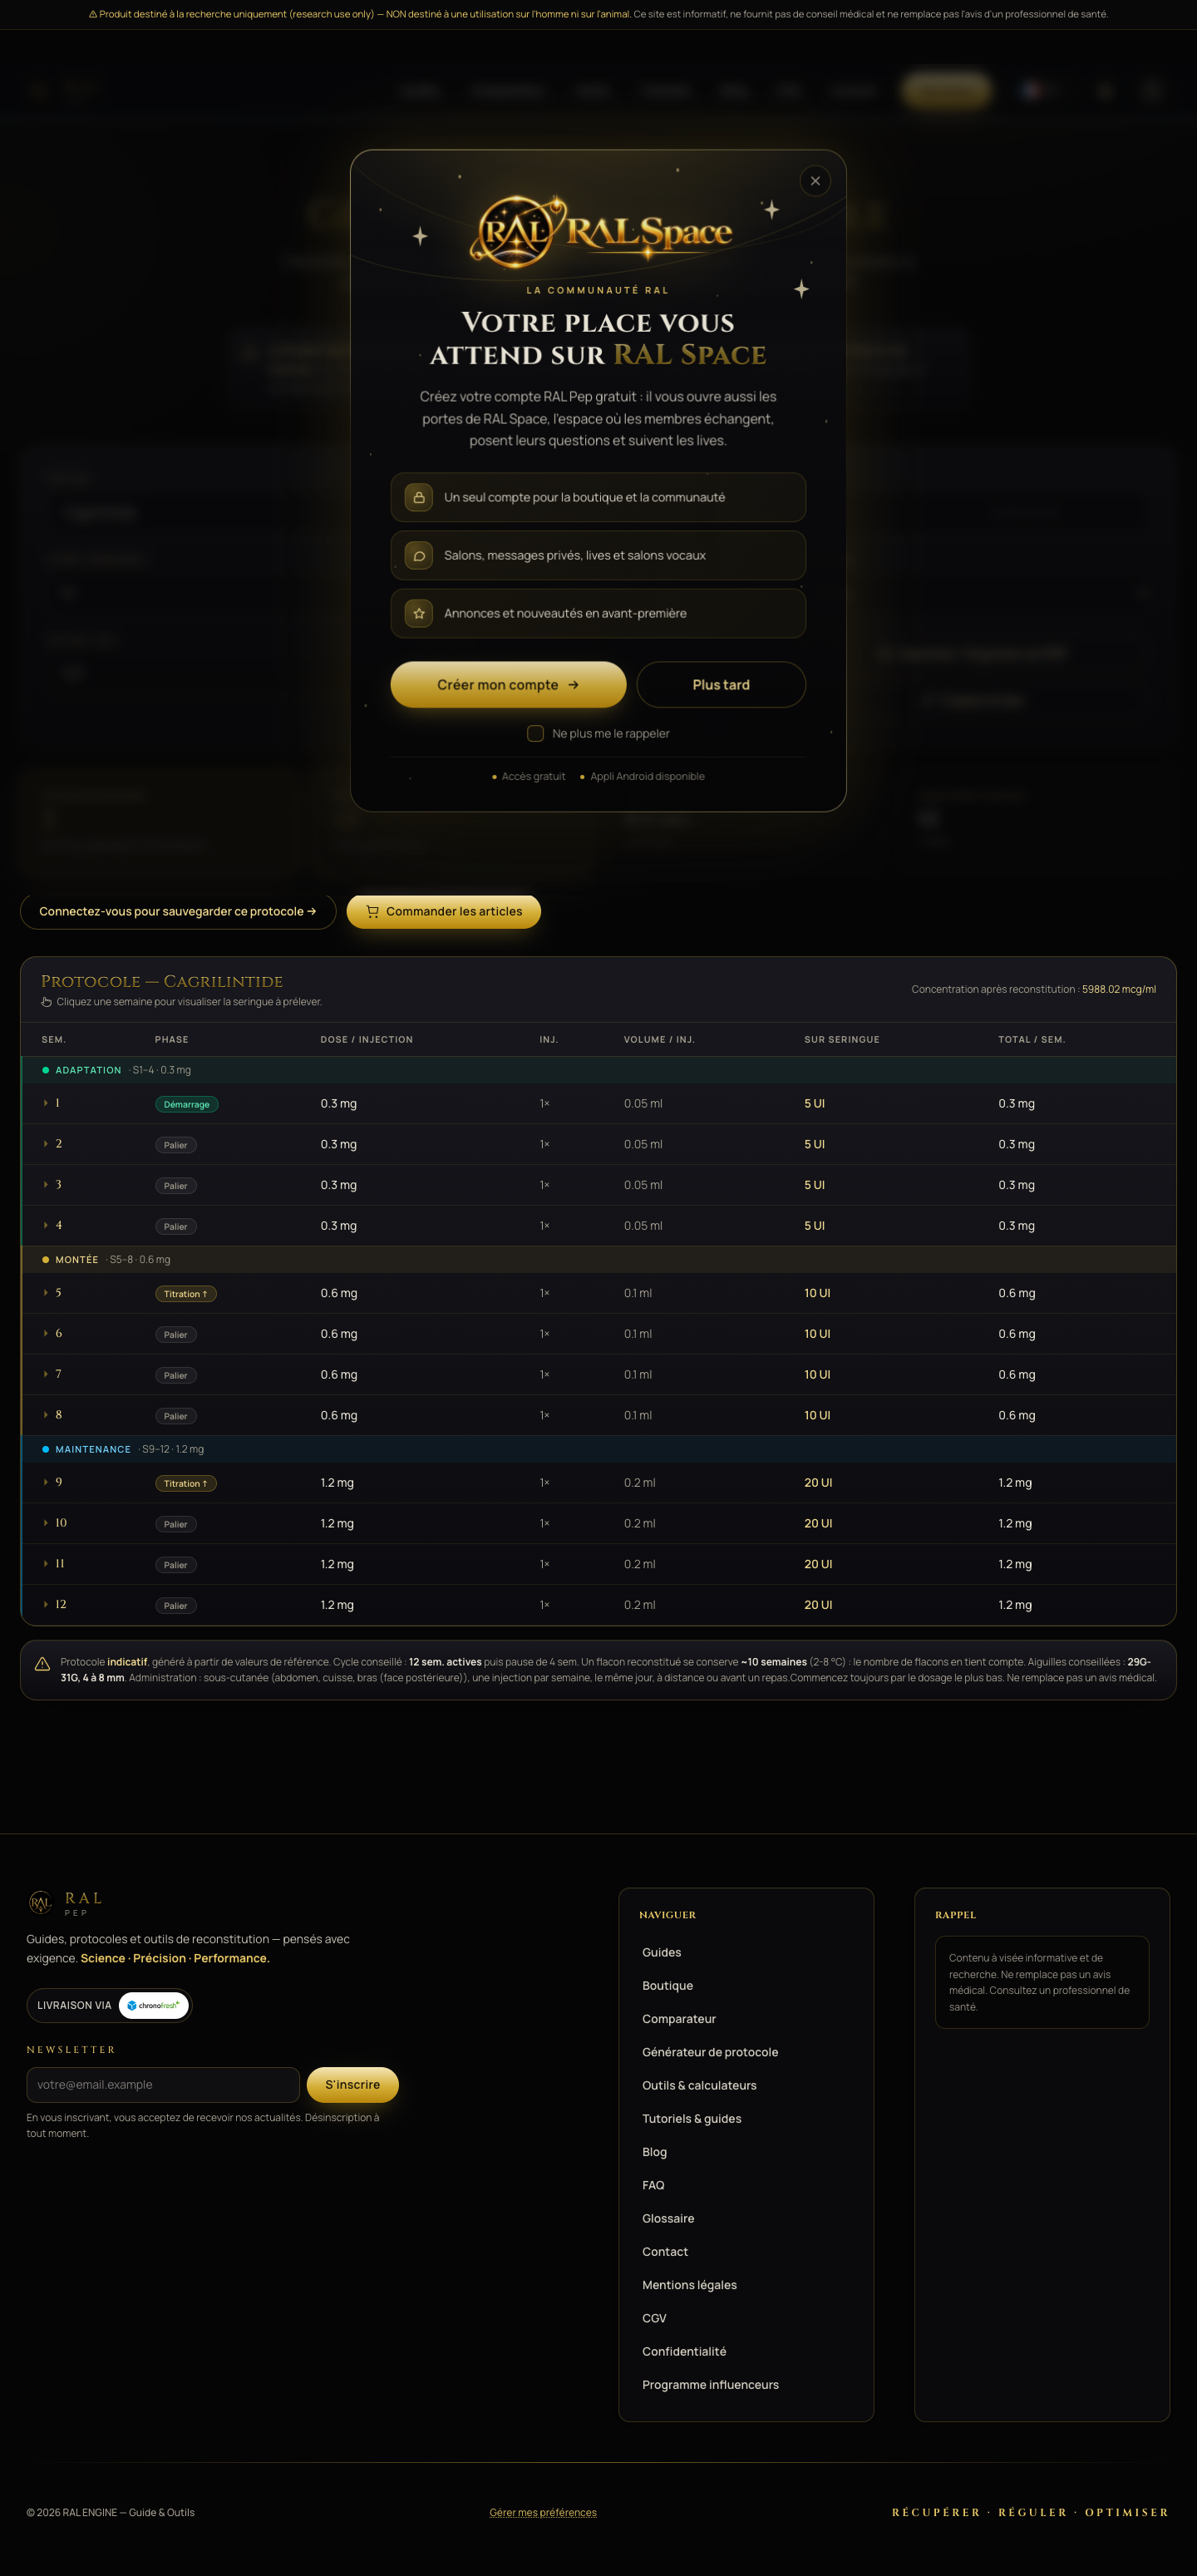 Produit destiné à la recherche uniquement (research use only) — NON destiné à une utilisation sur l'homme ni sur l'animal. Ce site est informatif, ne fournit pas de conseil médical et ne remplace pas l'avis d'un professionnel de santé.
RAL RAL Space
LA COMMUNAUTÉ RAL
Votre place vous
attend sur RAL Space
Créez votre compte RAL Pep gratuit : il vous ouvre aussi les
portes de RAL Space, l'espace où les membres échangent,
posent leurs questions et suivent les lives.
Un seul compte pour la boutique et la communauté
Salons, messages privés, lives et salons vocaux
Annonces et nouveautés en avant-première
Créer mon compte → Plus tard
Ne plus me le rappeler
Accès gratuit Appli Android disponible
Connectez-vous pour sauvegarder ce protocole → Commander les articles
Protocole — Cagrilintide
Cliquez une semaine pour visualiser la seringue à prélever.
Concentration après reconstitution : 5988.02 mcg/ml
SEM. PHASE DOSE / INJECTION INJ. VOLUME / INJ. SUR SERINGUE TOTAL / SEM.
ADAPTATION · S1–4 · 0.3 mg
1 Démarrage 0.3 mg 1× 0.05 ml 5 UI 0.3 mg
2 Palier 0.3 mg 1× 0.05 ml 5 UI 0.3 mg
3 Palier 0.3 mg 1× 0.05 ml 5 UI 0.3 mg
4 Palier 0.3 mg 1× 0.05 ml 5 UI 0.3 mg
MONTÉE · S5–8 · 0.6 mg
5 Titration ↑ 0.6 mg 1× 0.1 ml 10 UI 0.6 mg
6 Palier 0.6 mg 1× 0.1 ml 10 UI 0.6 mg
7 Palier 0.6 mg 1× 0.1 ml 10 UI 0.6 mg
8 Palier 0.6 mg 1× 0.1 ml 10 UI 0.6 mg
MAINTENANCE · S9–12 · 1.2 mg
9 Titration ↑ 1.2 mg 1× 0.2 ml 20 UI 1.2 mg
10 Palier 1.2 mg 1× 0.2 ml 20 UI 1.2 mg
11 Palier 1.2 mg 1× 0.2 ml 20 UI 1.2 mg
12 Palier 1.2 mg 1× 0.2 ml 20 UI 1.2 mg
Protocole indicatif, généré à partir de valeurs de référence. Cycle conseillé : 12 sem. actives puis pause de 4 sem. Un flacon reconstitué se conserve ~10 semaines (2-8 °C) : le nombre de flacons en tient compte. Aiguilles conseillées : 29G-
31G, 4 à 8 mm. Administration : sous-cutanée (abdomen, cuisse, bras (face postérieure)), une injection par semaine, le même jour, à distance ou avant un repas.Commencez toujours par le dosage le plus bas. Ne remplace pas un avis médical.
RAL
PEP
Guides, protocoles et outils de reconstitution — pensés avec
exigence. Science · Précision · Performance.
LIVRAISON VIA chronofresh
NEWSLETTER
votre@email.example S'inscrire
En vous inscrivant, vous acceptez de recevoir nos actualités. Désinscription à
tout moment.
NAVIGUER
Guides
Boutique
Comparateur
Générateur de protocole
Outils & calculateurs
Tutoriels & guides
Blog
FAQ
Glossaire
Contact
Mentions légales
CGV
Confidentialité
Programme influenceurs
RAPPEL
Contenu à visée informative et de
recherche. Ne remplace pas un avis
médical. Consultez un professionnel de
santé.
© 2026 RAL ENGINE — Guide & Outils
Gérer mes préférences
RÉCUPÉRER · RÉGULER · OPTIMISER